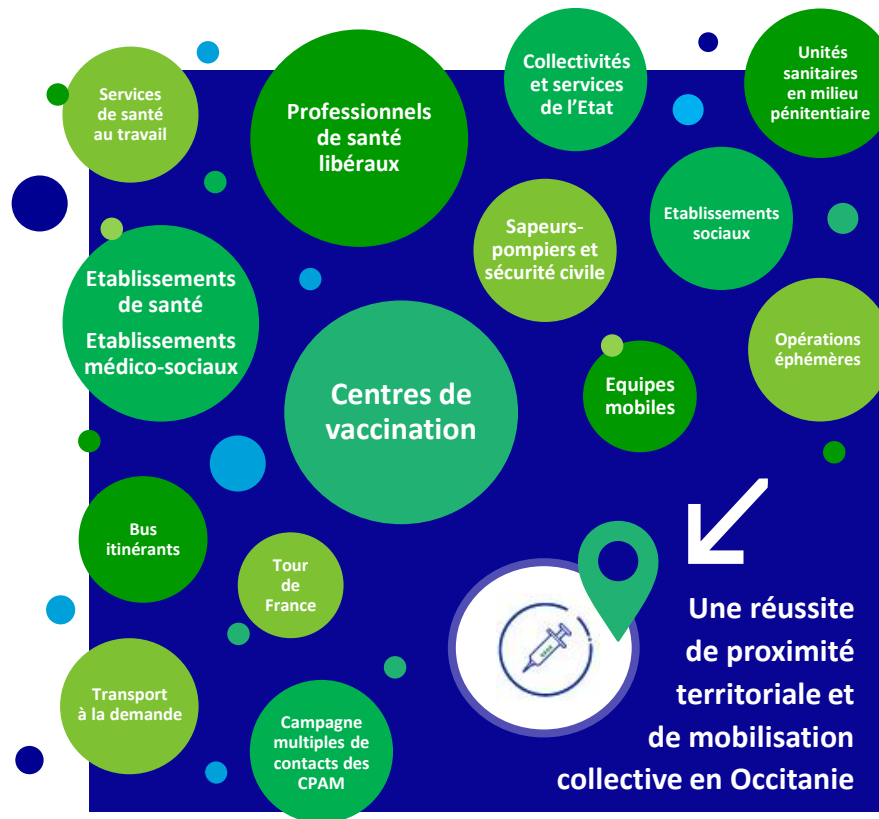 Services
de santé
au travail
Professionnels
de santé
libéraux
Collectivités
et services
de l'Etat
Unités
sanitaires
en milieu
pénitentiaire
Etablissements
de santé
Etablissements
médico-sociaux
Sapeurs-
pompiers et
sécurité civile
Etablissements
sociaux
Centres de
vaccination
Equipes
mobiles
Opérations
éphémères
Bus
itinérants
Tour
de
France
Transport
à la demande
Campagne
multiples de
contacts des
CPAM
Une réussite
de proximité
territoriale et
de mobilisation
collective en Occitanie